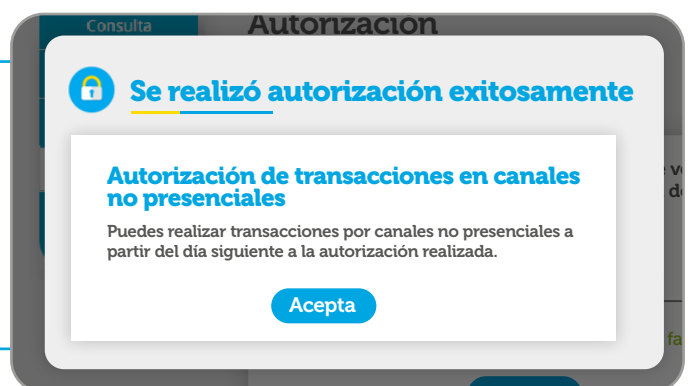 Consulta
Autorización
Se realizó autorización exitosamente
Autorización de transacciones en canales
no presenciales
Puedes realizar transacciones por canales no presenciales a
partir del día siguiente a la autorización realizada.
Acepta